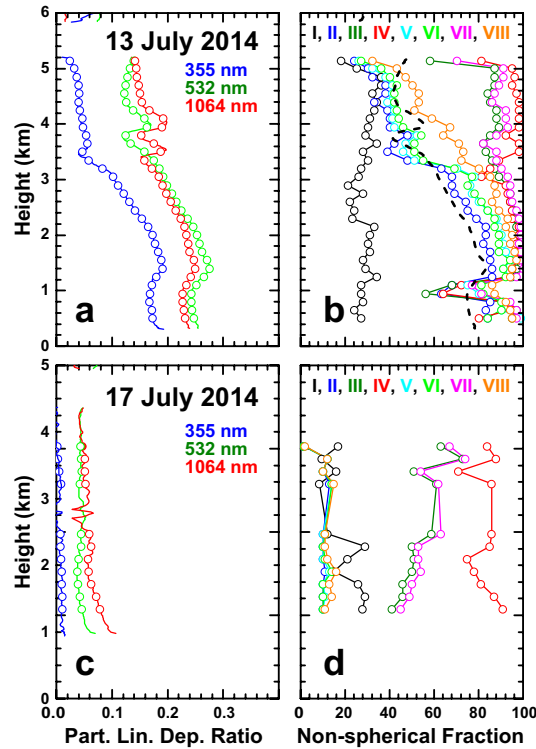 6
5
4
3
2
1
0
Height (km)
13 July 2014
355 nm
532 nm
1064 nm
a
I, II, III, IV, V, VI, VII, VIII
b
5
4
3
2
1
0
Height (km)
17 July 2014
355 nm
532 nm
1064 nm
c
I, II, III, IV, V, VI, VII, VIII
d
0.0 0.2 0.4
Part. Lin. Dep. Ratio
0 20 40 60 80 100
Non-spherical Fraction